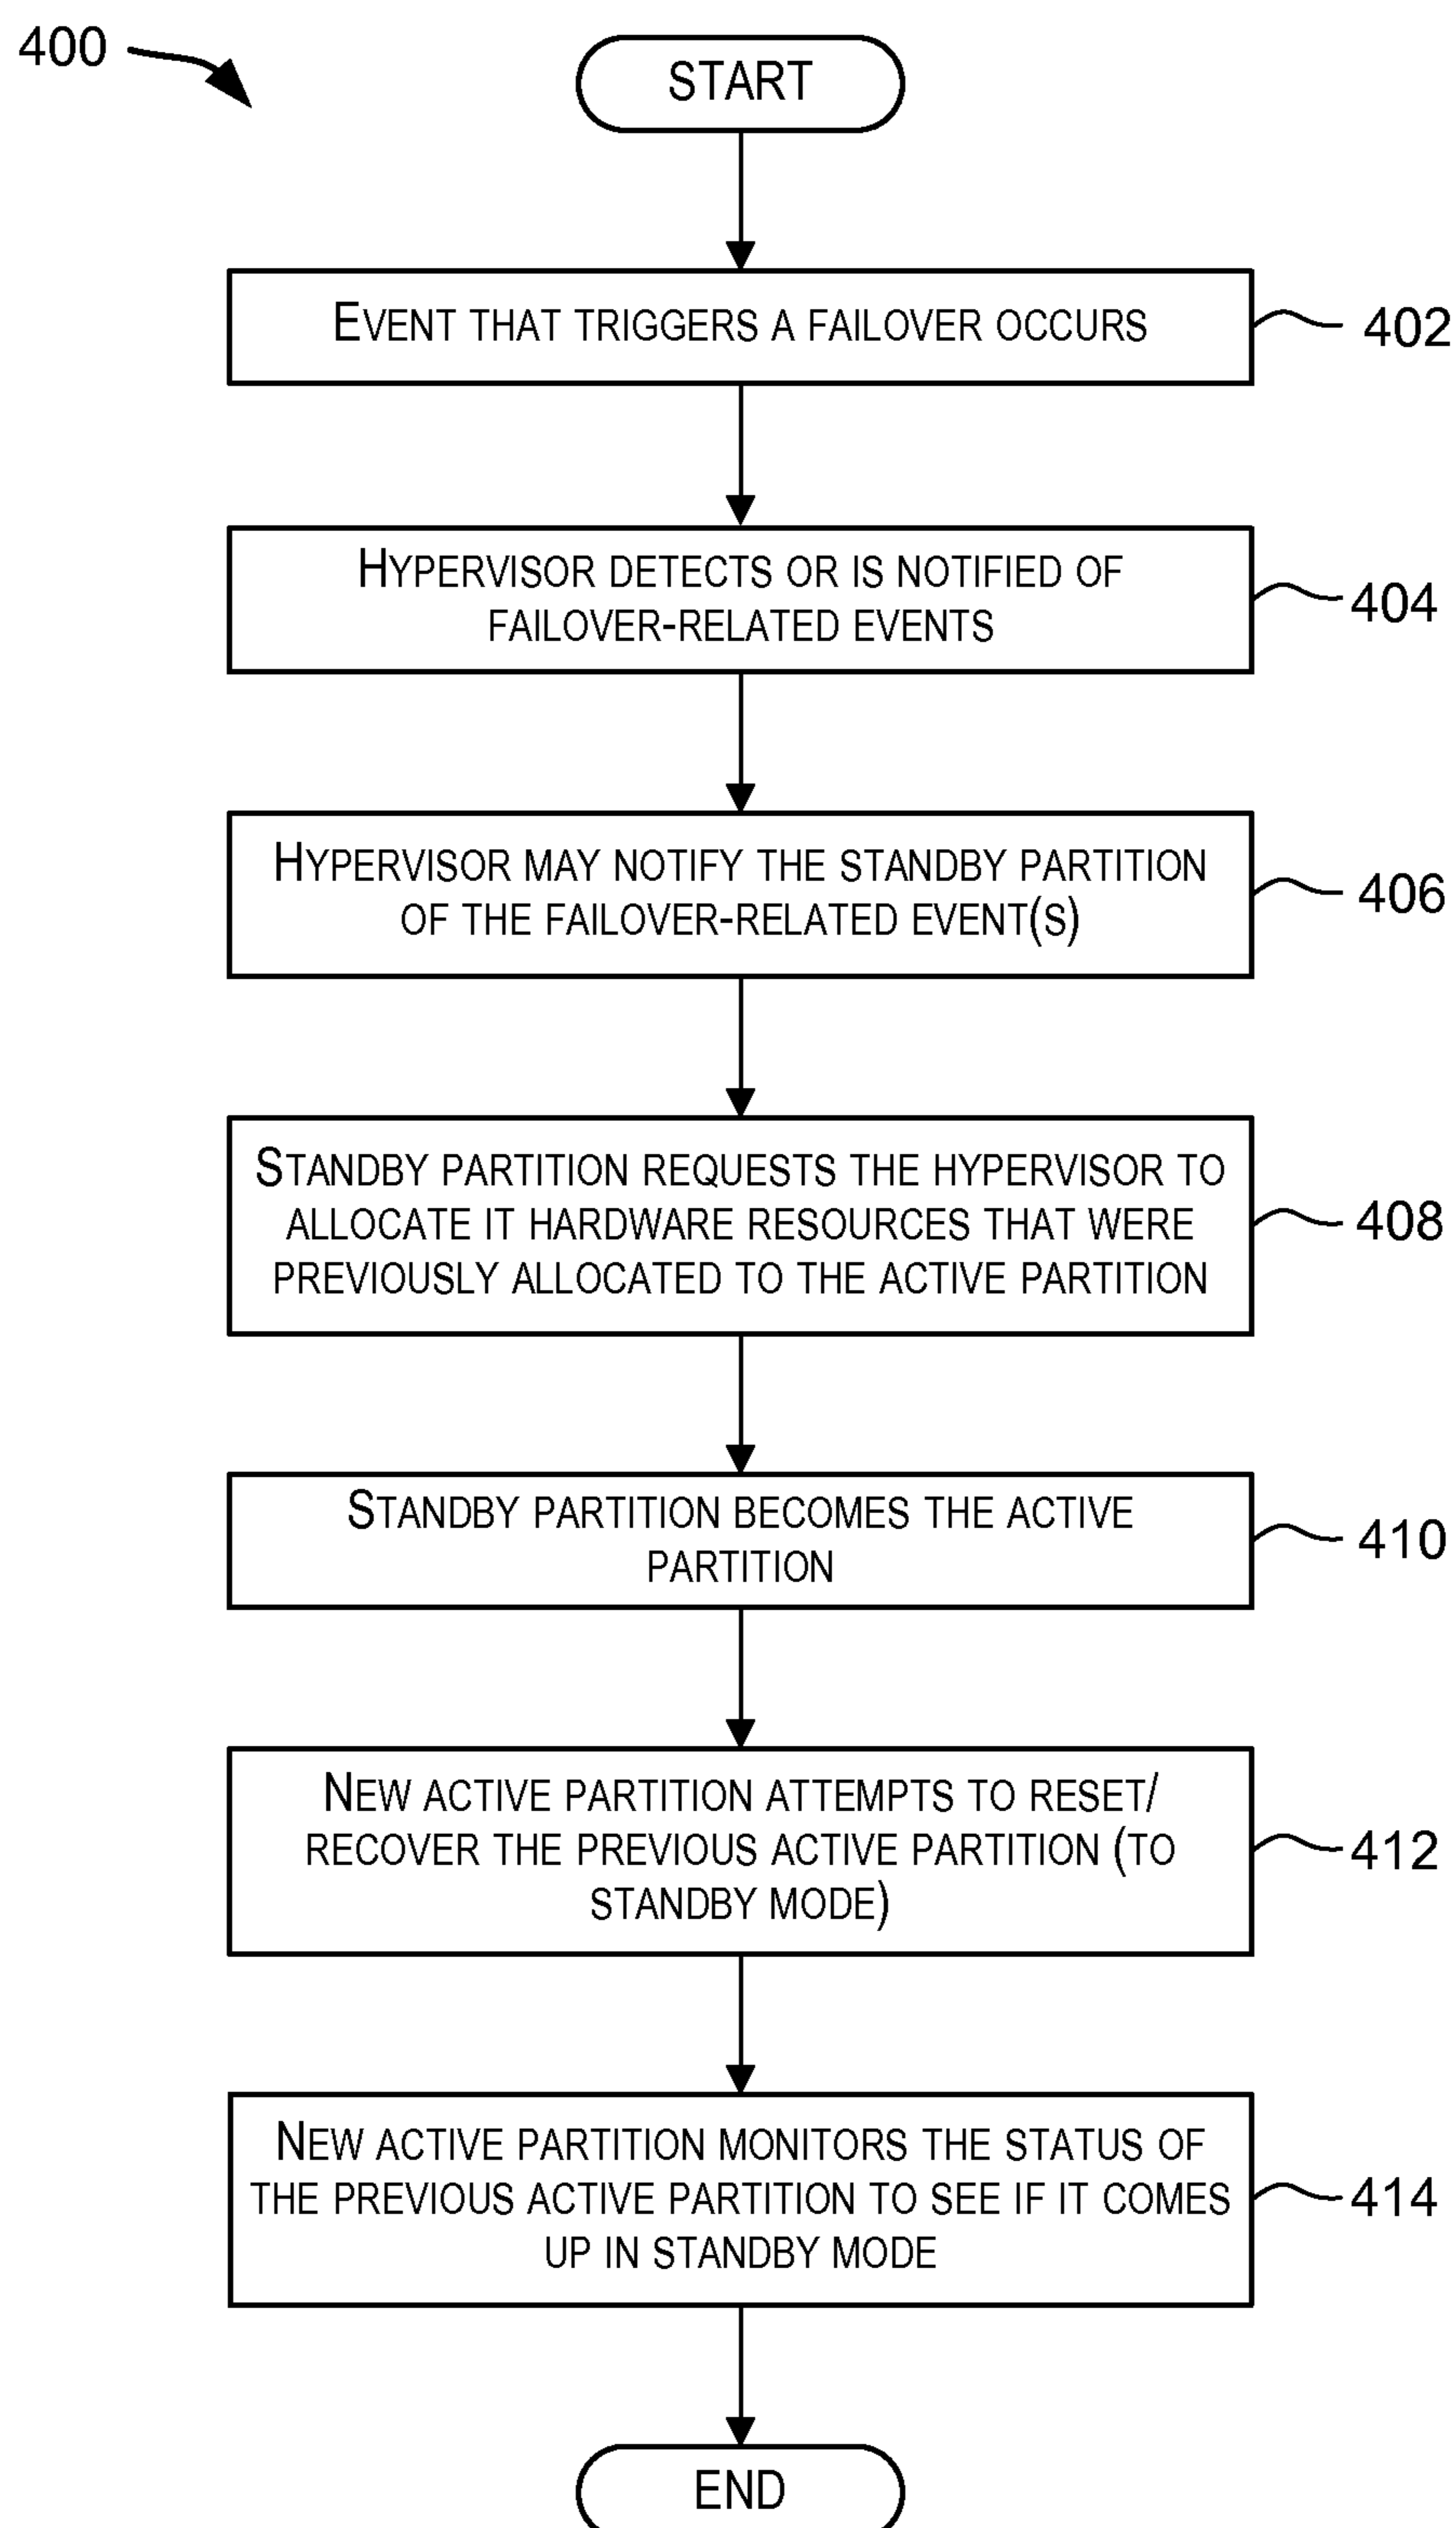 400
START
EVENT THAT TRIGGERS A FAILOVER OCCURS
402
HYPERVISOR DETECTS OR IS NOTIFIED OF
FAILOVER-RELATED EVENTS
404
HYPERVISOR MAY NOTIFY THE STANDBY PARTITION
OF THE FAILOVER-RELATED EVENT(S)
406
STANDBY PARTITION REQUESTS THE HYPERVISOR TO
ALLOCATE IT HARDWARE RESOURCES THAT WERE
PREVIOUSLY ALLOCATED TO THE ACTIVE PARTITION
408
STANDBY PARTITION BECOMES THE ACTIVE
PARTITION
410
NEW ACTIVE PARTITION ATTEMPTS TO RESET/
RECOVER THE PREVIOUS ACTIVE PARTITION (TO
STANDBY MODE)
412
NEW ACTIVE PARTITION MONITORS THE STATUS OF
THE PREVIOUS ACTIVE PARTITION TO SEE IF IT COMES
UP IN STANDBY MODE
414
END